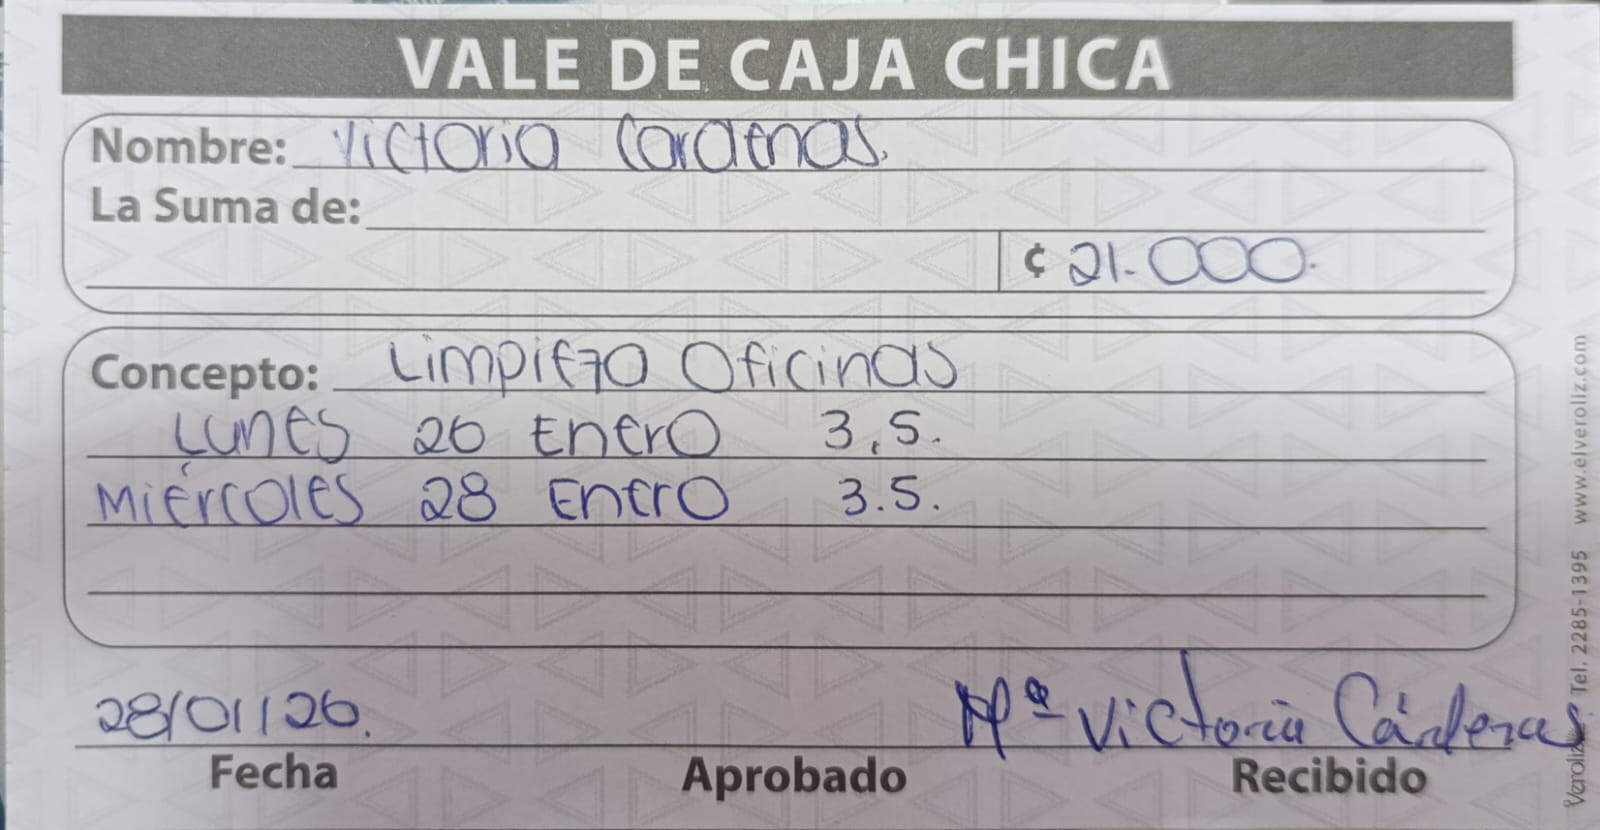 VALE DE CAJA CHICA
Nombre: Victoria Cardenas.
La Suma de:
¢ 21.000.
Concepto: Limpieza Oficinas
Lunes 26 Enero 3,5.
Miércoles 28 Enero 3.5.
28/01/26.
Mª Victoria Cárdenas
Fecha Aprobado Recibido
Veroliz Tel. 2285-1395 www.elveroliz.com